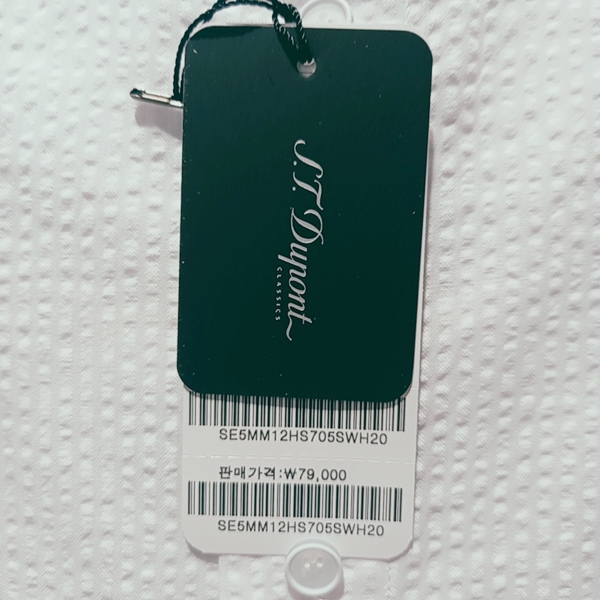 S.T. Dupont
CLASSICS
SE5MM12HS705SWH20
판매가격:₩79,000
SE5MM12HS705SWH20